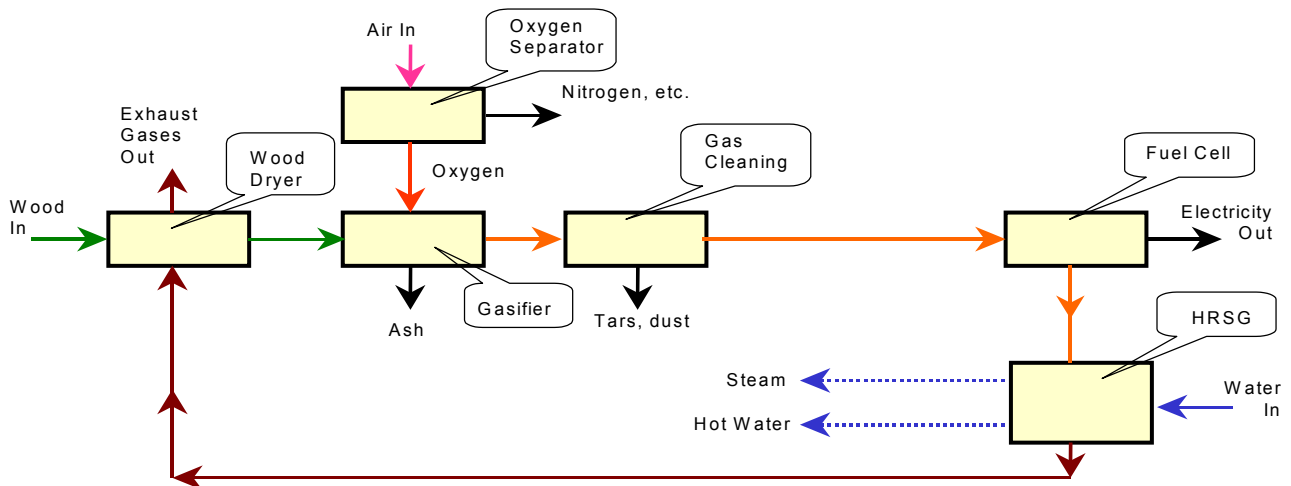 Air In
Oxygen
Separator
Nitrogen, etc.
Exhaust
Gases
Out
Wood
Dryer
Oxygen
Gas
Cleaning
Fuel Cell
Wood
In
Electricity
Out
Gasifier
Ash
Tars, dust
HRSG
Steam
Hot Water
Water
In